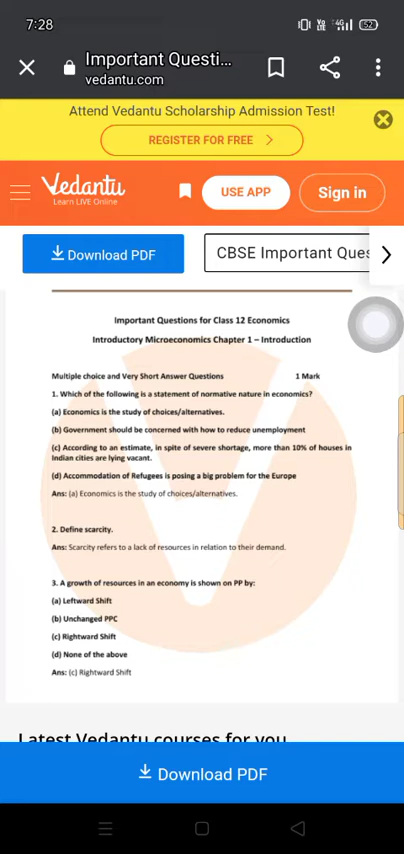 7:28
Vo
LTE
4G
52
Important Questi...
vedantu.com
Attend Vedantu Scholarship Admission Test!
REGISTER FOR FREE
Vedantu
Learn LIVE Online
USE APP
Sign in
Download PDF
CBSE Important Ques
Important Questions for Class 12 Economics
Introductory Microeconomics Chapter 1 – Introduction
Multiple choice and Very Short Answer Questions 1 Mark
1. Which of the following is a statement of normative nature in economics?
(a) Economics is the study of choices/alternatives.
(b) Government should be concerned with how to reduce unemployment
(c) According to an estimate, in spite of severe shortage, more than 10% of houses in
Indian cities are lying vacant.
(d) Accommodation of Refugees is posing a big problem for the Europe
Ans: (a) Economics is the study of choices/alternatives.
2. Define scarcity.
Ans: Scarcity refers to a lack of resources in relation to their demand.
3. A growth of resources in an economy is shown on PP by:
(a) Leftward Shift
(b) Unchanged PPC
(c) Rightward Shift
(d) None of the above
Ans: (c) Rightward Shift
Latest Vedantu courses for you
Download PDF